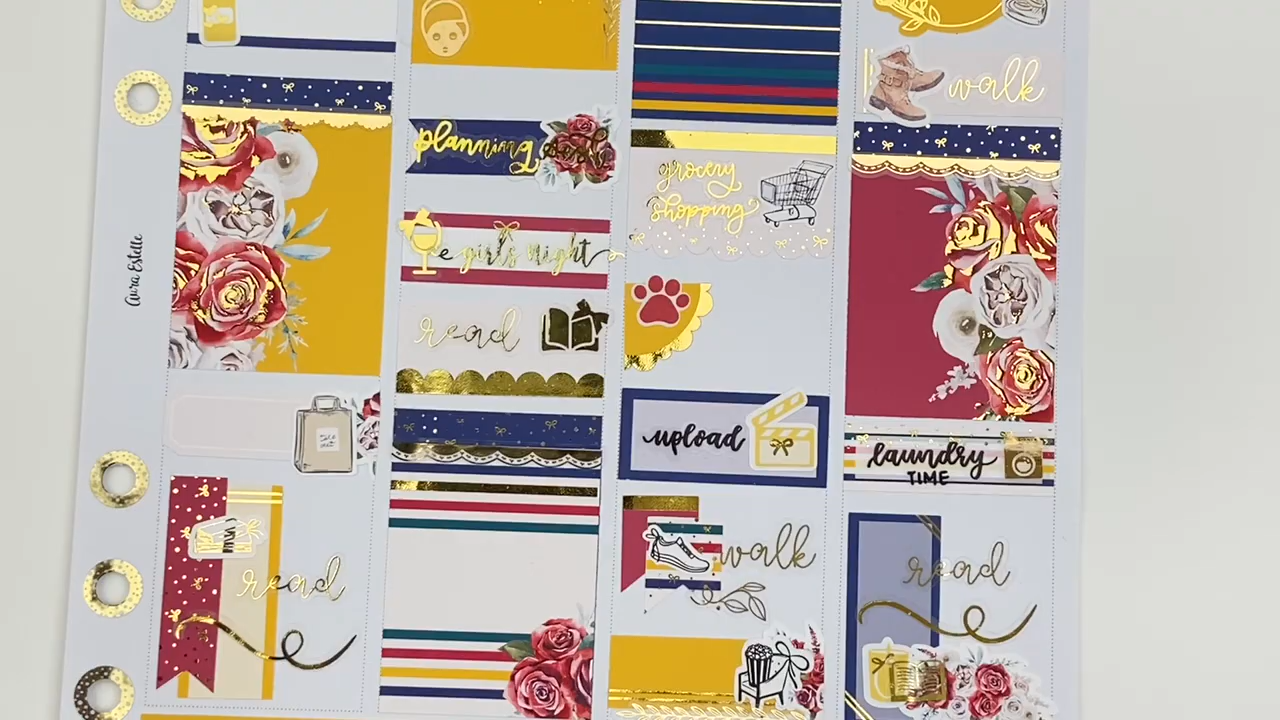 walk
planning
grocery
shopping
girls night
Aura Estelle
read
upload
laundry
TIME
walk
read
read